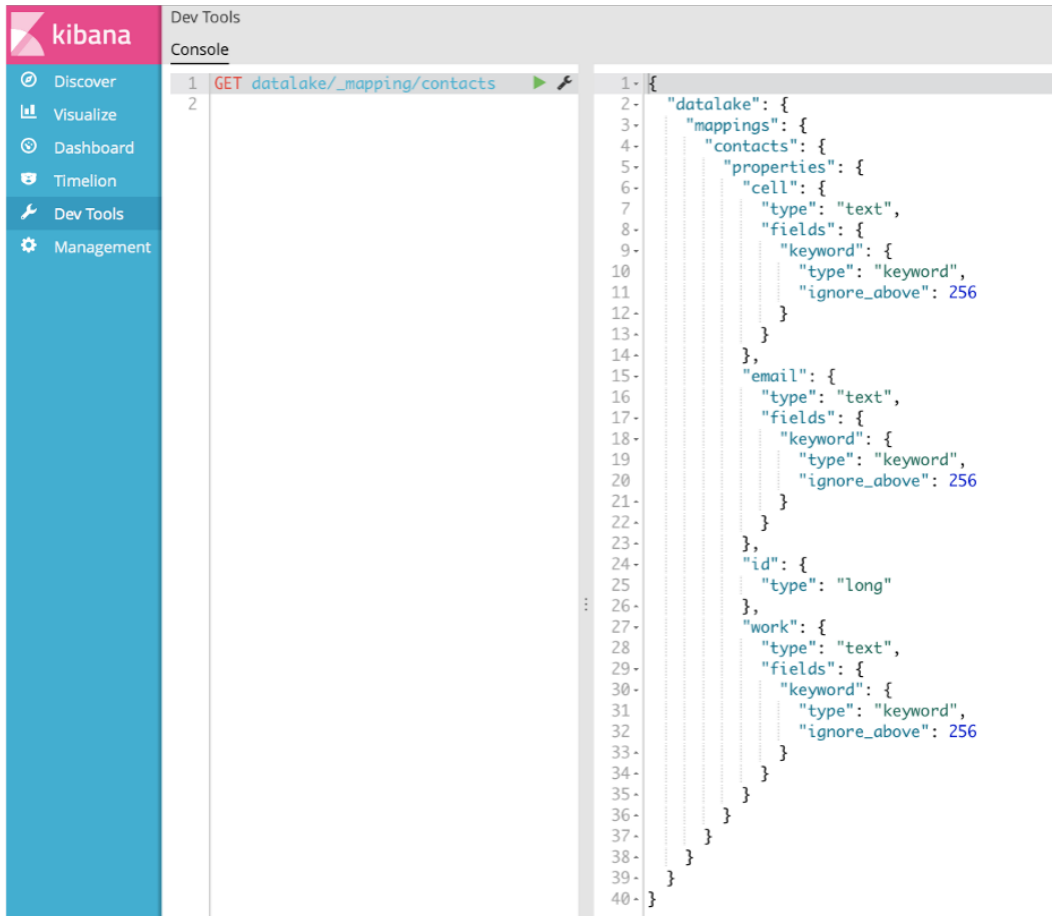 kibana
Discover
Visualize
Dashboard
Timelion
Dev Tools
Management
Dev Tools
Console
1 GET datalake/_mapping/contacts
2
1 {
2 "datalake": {
3 "mappings": {
4 "contacts": {
5 "properties": {
6 "cell": {
7 "type": "text",
8 "fields": {
9 "keyword": {
10 "type": "keyword",
11 "ignore_above": 256
12 }
13 }
14 },
15 "email": {
16 "type": "text",
17 "fields": {
18 "keyword": {
19 "type": "keyword",
20 "ignore_above": 256
21 }
22 }
23 },
24 "id": {
25 "type": "long"
26 },
27 "work": {
28 "type": "text",
29 "fields": {
30 "keyword": {
31 "type": "keyword",
32 "ignore_above": 256
33 }
34 }
35 }
36 }
37 }
38 }
39 }
40 }